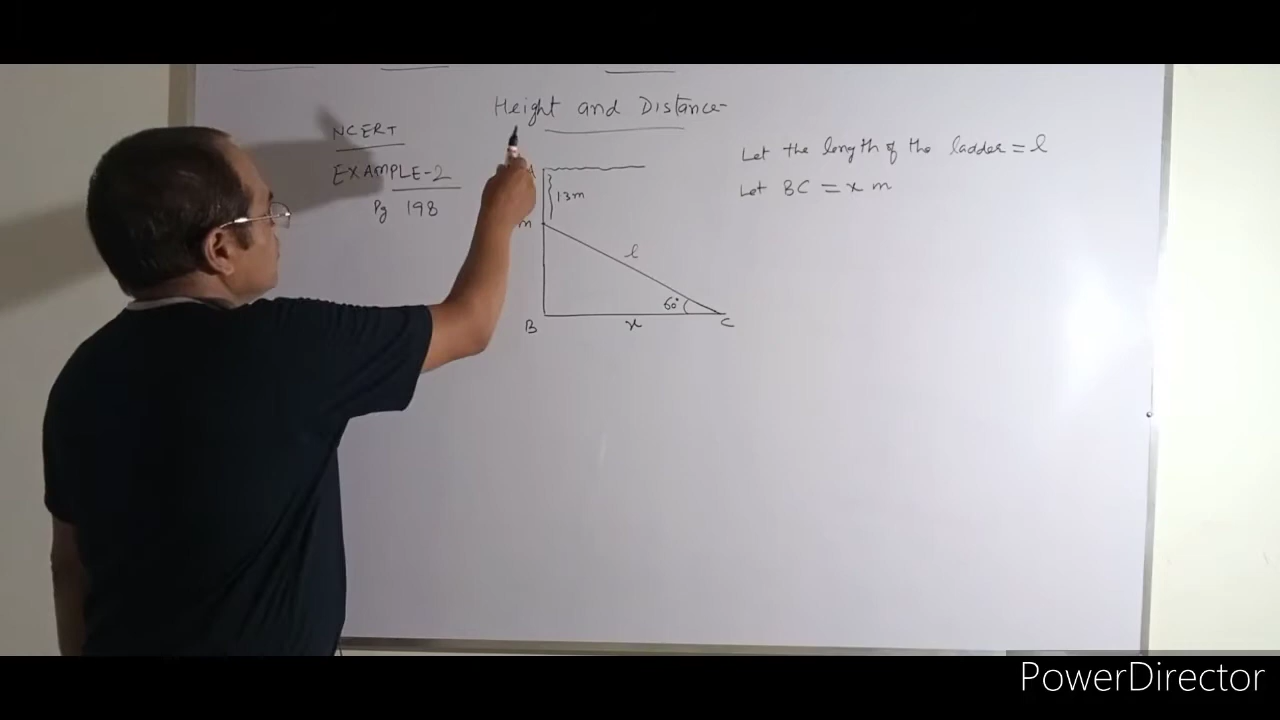 Height and Distance
NCERT
EXAMPLE-2
Pg 198
Let the length of the ladder = l
Let BC = x m
13m
m
l
60°
B
x
C
PowerDirector